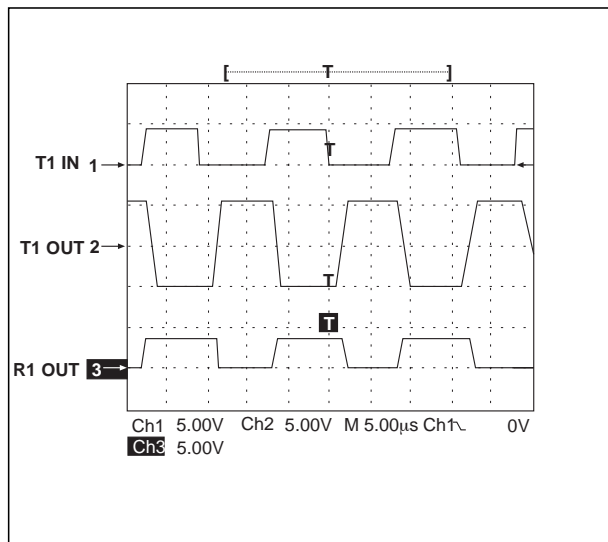 [ T ]
T1 IN 1
T
T1 OUT 2
T
T
R1 OUT 3
Ch1 5.00V Ch2 5.00V M 5.00µs Ch1 0V
Ch3 5.00V